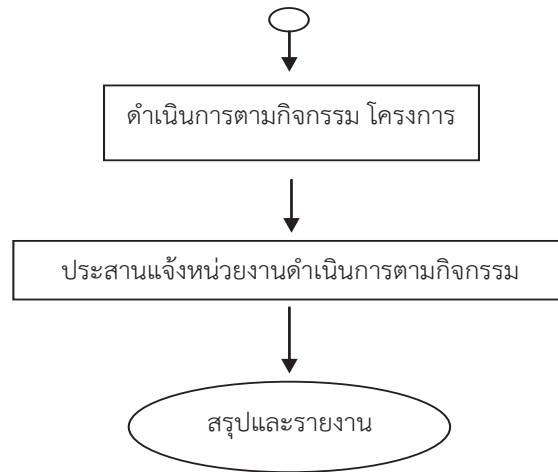 ดำเนินการตามกิจกรรม โครงการ
ประสานแจ้งหน่วยงานดำเนินการตามกิจกรรม
สรุปและรายงาน